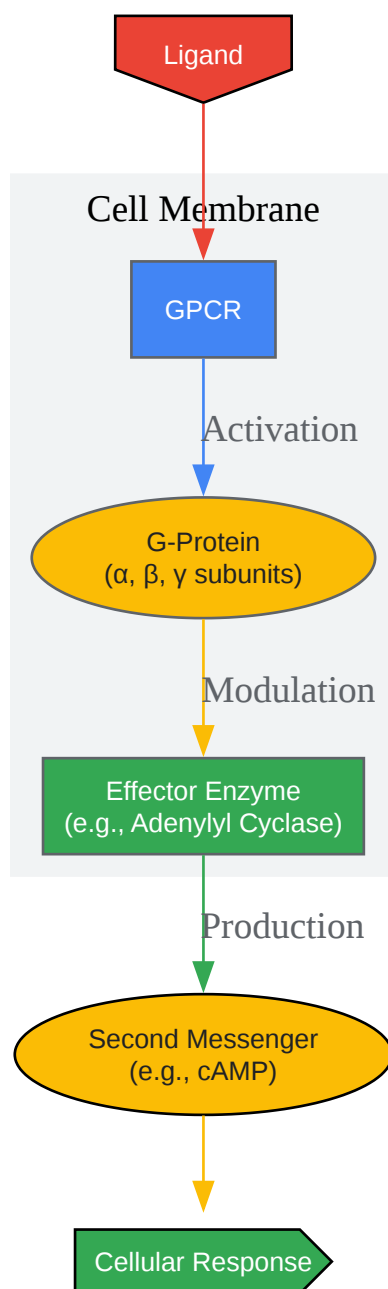 Ligand
Cell Membrane
GPCR
Activation
G-Protein
(α, β, γ subunits)
Modulation
Effector Enzyme
(e.g., Adenylyl Cyclase)
Production
Second Messenger
(e.g., cAMP)
Cellular Response